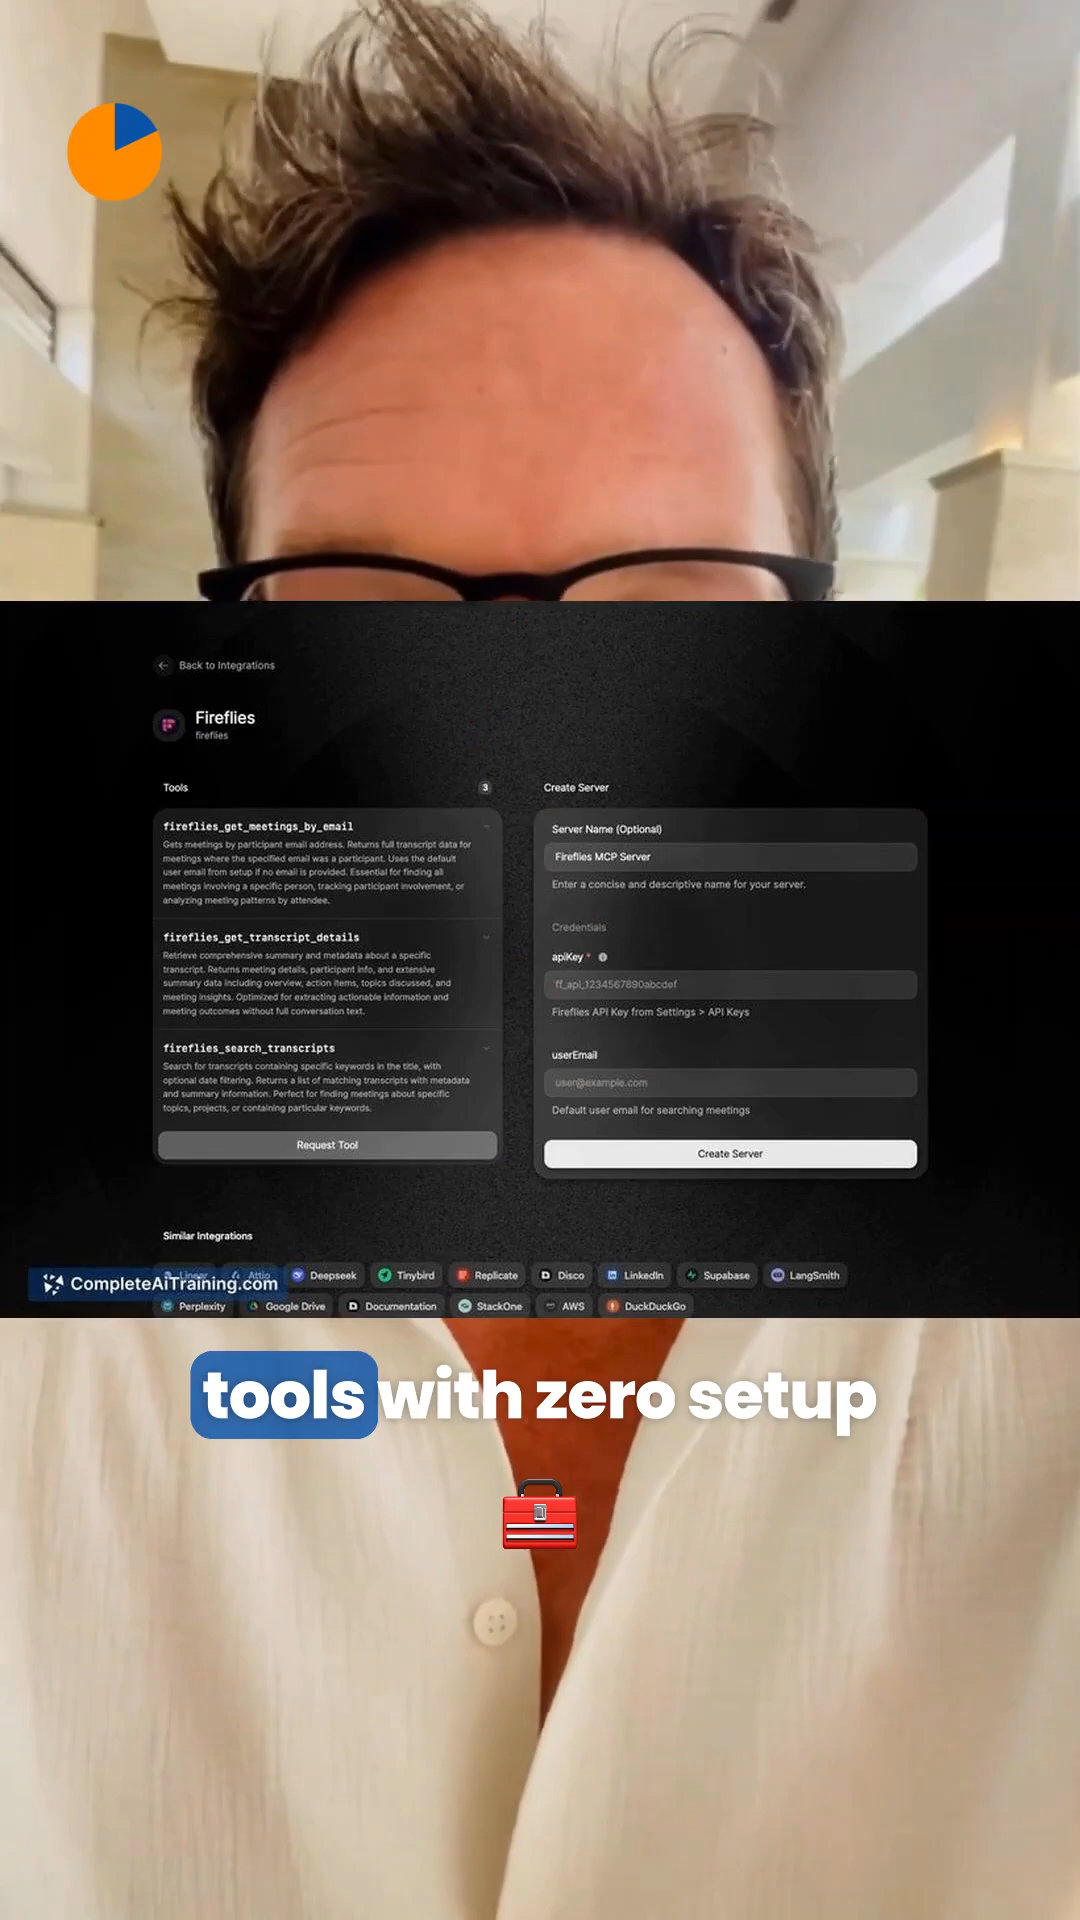 Back to Integrations
Fireflies
fireflies
Tools
3
fireflies_get_meetings_by_email
Gets meetings by participant email address. Returns full transcript data for
meetings where the specified email was a participant. Uses the default
user email from setup if no email is provided. Essential for finding all
meetings involving a specific person, tracking participant involvement, or
analyzing meeting patterns by attendee.
fireflies_get_transcript_details
Retrieve comprehensive summary and metadata about a specific
transcript. Returns meeting details, participant info, and extensive
summary data including overview, action items, topics discussed, and
meeting insights. Optimized for extracting actionable information and
meeting outcomes without full conversation text.
fireflies_search_transcripts
Search for transcripts containing specific keywords in the title, with
optional date filtering. Returns a list of matching transcripts with metadata
and summary information. Perfect for finding meetings about specific
topics, projects, or containing particular keywords.
Request Tool
Create Server
Server Name (Optional)
Fireflies MCP Server
Enter a concise and descriptive name for your server.
Credentials
apiKey *
ff_api_1234567890abcdef
Fireflies API Key from Settings > API Keys
userEmail
user@example.com
Default user email for searching meetings
Create Server
Similar Integrations
Linear Attio Deepseek Tinybird Replicate Disco LinkedIn Supabase LangSmith
CompleteAiTraining.com
Perplexity Google Drive Documentation StackOne AWS DuckDuckGo
tools with zero setup